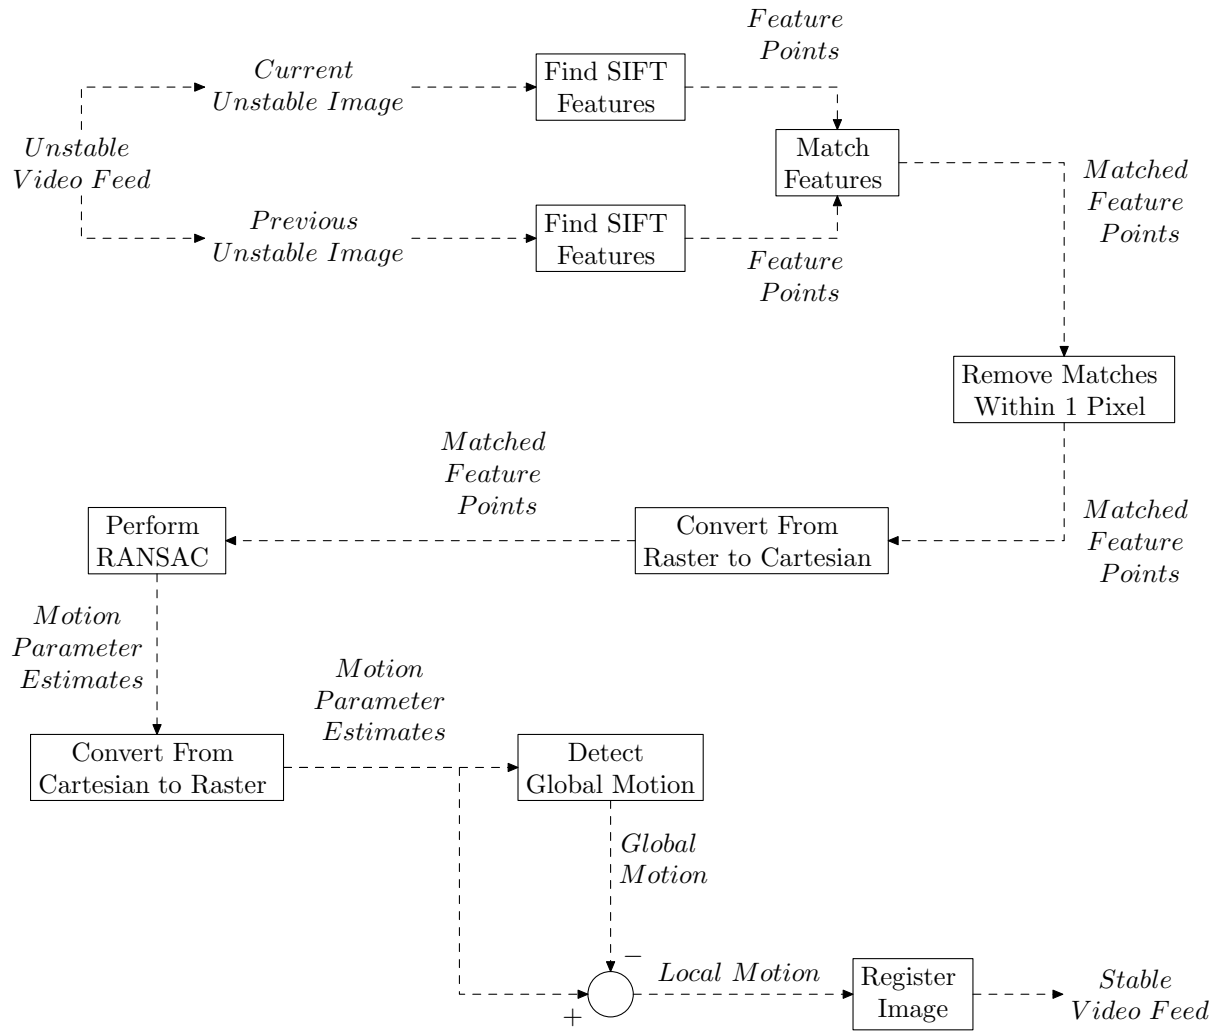 Feature
Points
Current
Unstable Image
Find SIFT
Features
Unstable
Video Feed
Match
Features
Matched
Feature
Points
Previous
Unstable Image
Find SIFT
Features
Feature
Points
Remove Matches
Within 1 Pixel
Matched
Feature
Points
Convert From
Raster to Cartesian
Matched
Feature
Points
Perform
RANSAC
Motion
Parameter
Estimates
Convert From
Cartesian to Raster
Motion
Parameter
Estimates
Detect
Global Motion
Global
Motion
−
+
Local Motion
Register
Image
Stable
Video Feed